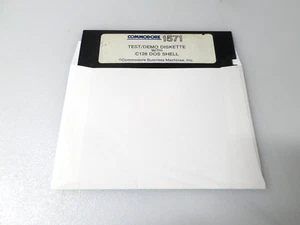 COMMODORE 1571
TEST/DEMO DISKETTE
WITH
C128 DOS SHELL
©Commodore Business Machines, Inc.